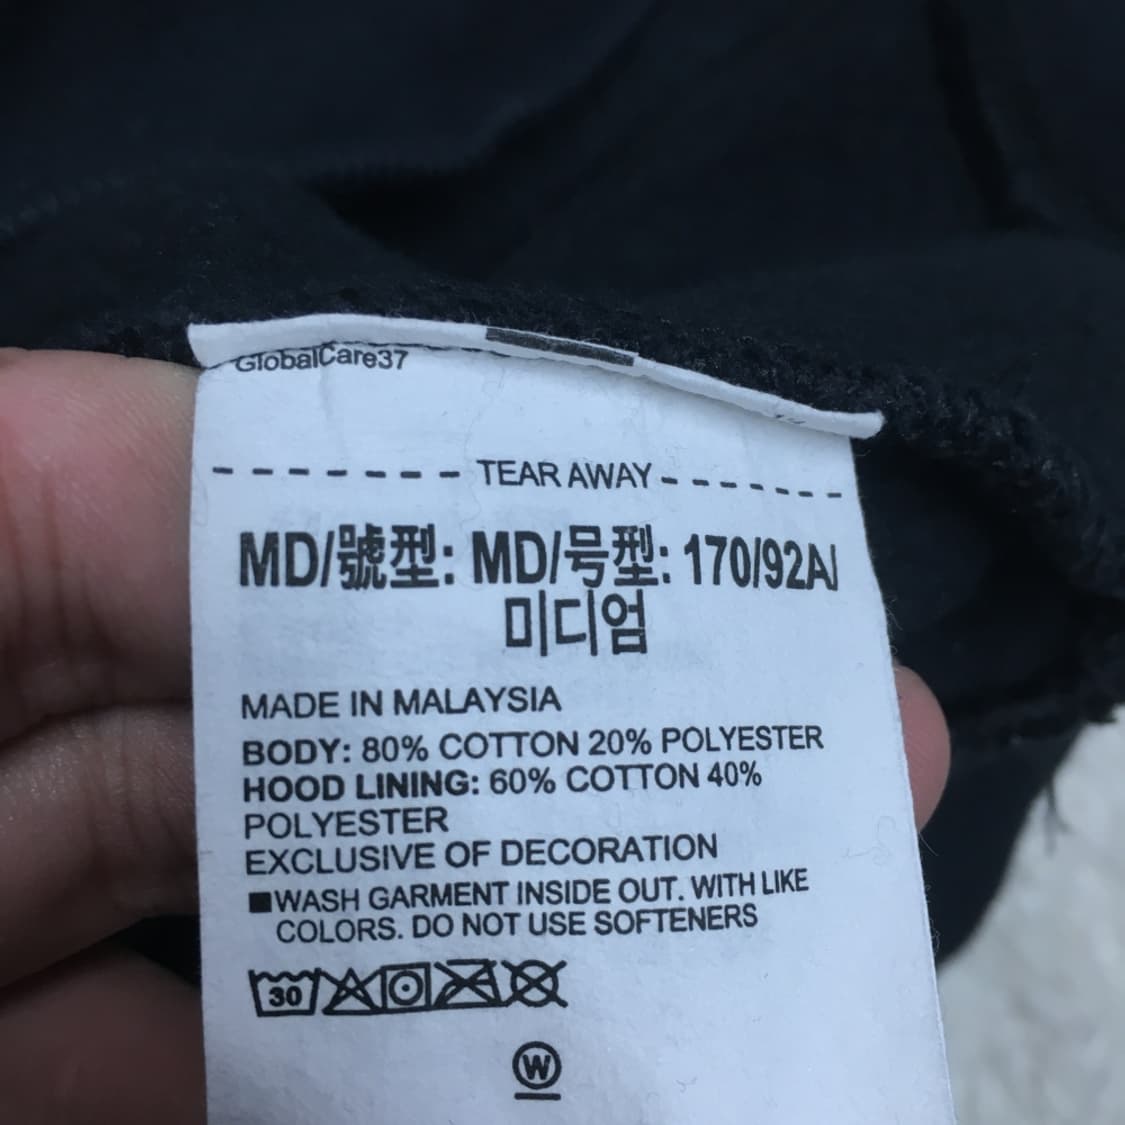 GlobalCare37
TEAR AWAY
MD/號型: MD/号型: 170/92A/
미디엄
MADE IN MALAYSIA
BODY: 80% COTTON 20% POLYESTER
HOOD LINING: 60% COTTON 40%
POLYESTER
EXCLUSIVE OF DECORATION
■WASH GARMENT INSIDE OUT. WITH LIKE
COLORS. DO NOT USE SOFTENERS
30
W